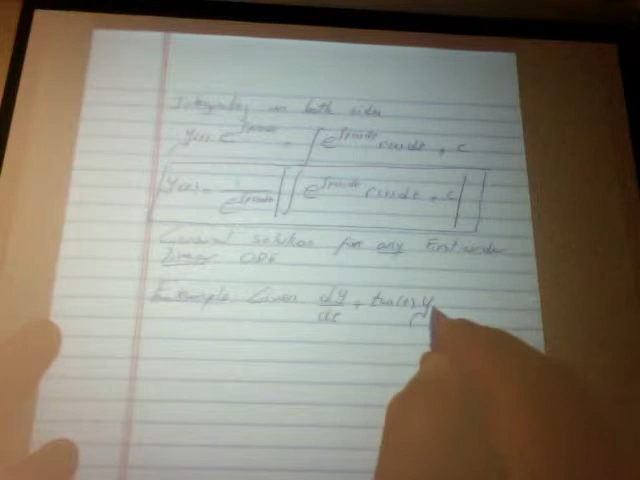 Integrating on both sides
y(x) e^∫p(x)dx = ∫ e^∫p(x)dx dx + c
y(x) = 1/e^∫p(x)dx [ ∫ e^∫p(x)dx dx + c ]
General solution for any First order
Linear ODE
Example Given dy/dx + tan(x) y